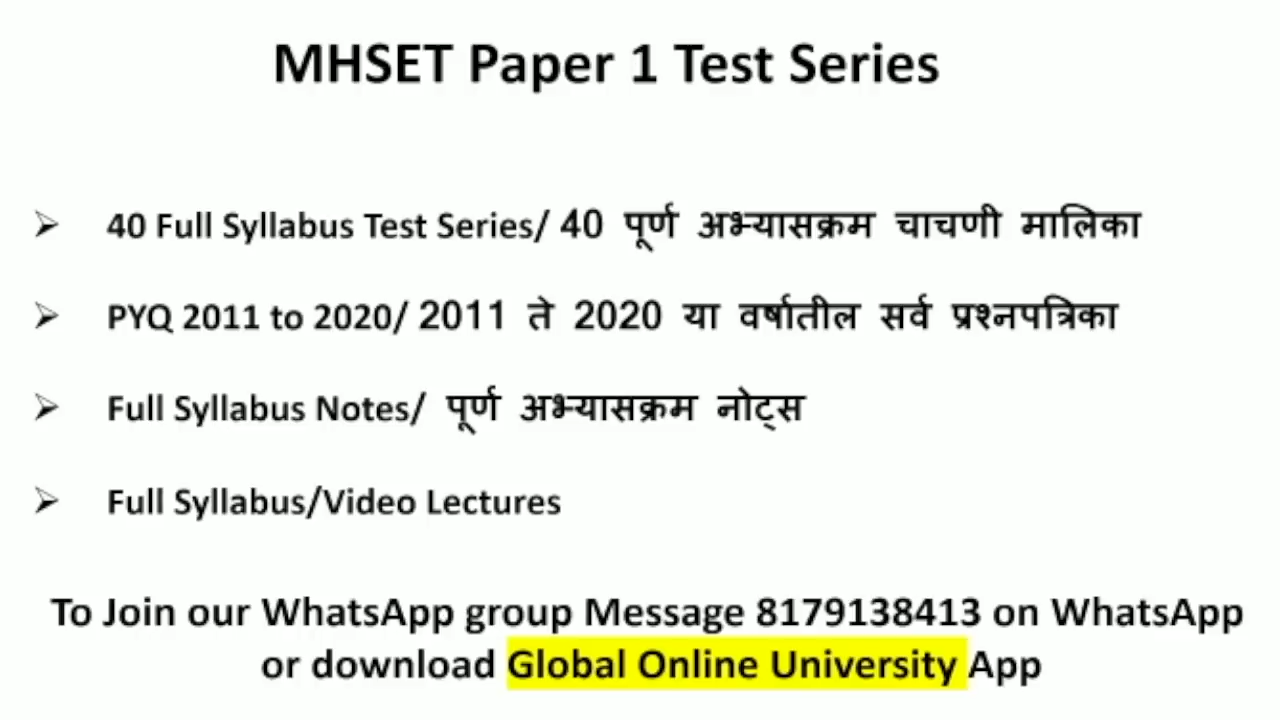 MHSET Paper 1 Test Series
40 Full Syllabus Test Series/ 40 पूर्ण अभ्यासक्रम चाचणी मालिका
PYQ 2011 to 2020/ 2011 ते 2020 या वर्षातील सर्व प्रश्नपत्रिका
Full Syllabus Notes/ पूर्ण अभ्यासक्रम नोट्स
Full Syllabus/Video Lectures
To Join our WhatsApp group Message 8179138413 on WhatsApp
or download Global Online University App